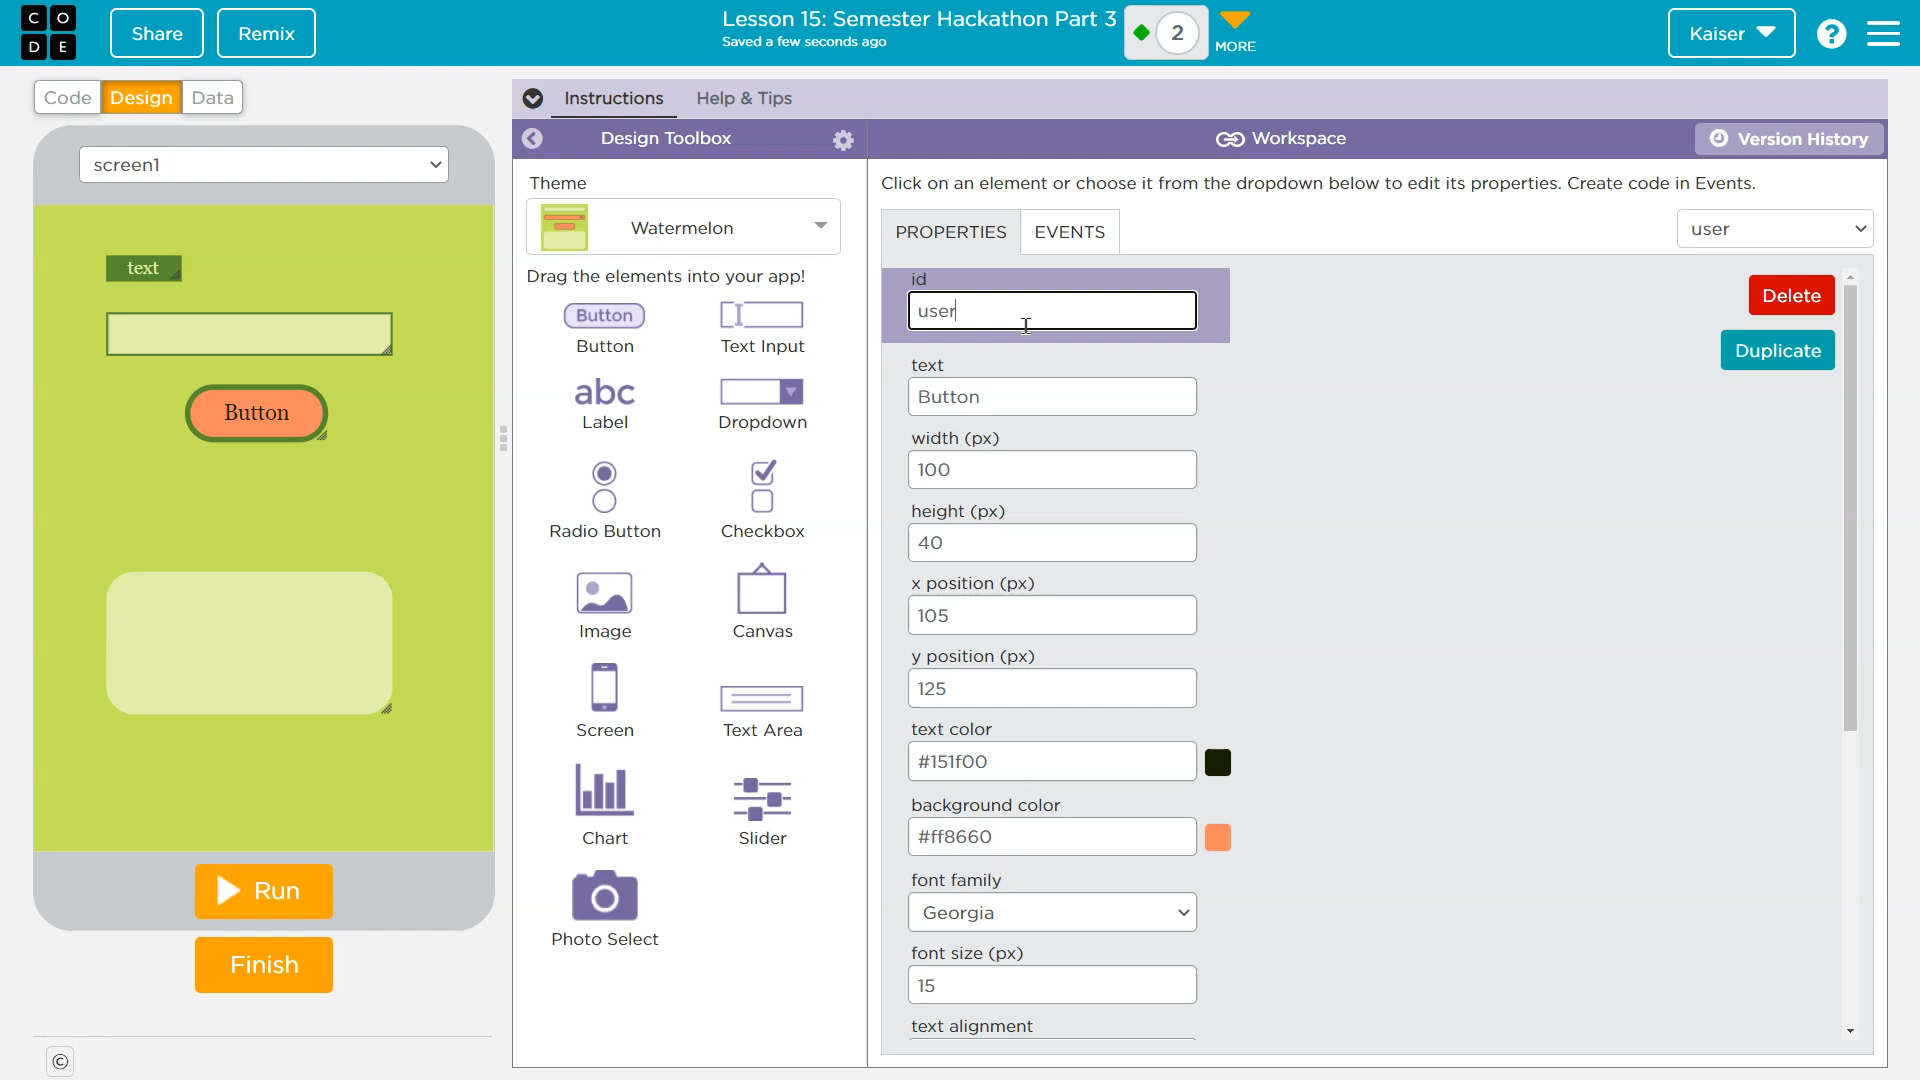 C O
D E
Share
Remix
Lesson 15: Semester Hackathon Part 3
Saved a few seconds ago
2
MORE
Kaiser
?
Code
Design
Data
Instructions
Help & Tips
screen1
Design Toolbox
Workspace
Version History
Theme
Watermelon
Click on an element or choose it from the dropdown below to edit its properties. Create code in Events.
PROPERTIES
EVENTS
user
Drag the elements into your app!
Button
Button
Text Input
abc
Label
Dropdown
Radio Button
Checkbox
Image
Canvas
Screen
Text Area
Chart
Slider
Photo Select
id
user
Delete
Duplicate
text
Button
width (px)
100
height (px)
40
x position (px)
105
y position (px)
125
text color
#151f00
background color
#ff8660
font family
Georgia
font size (px)
15
text alignment
text
Button
Run
Finish
©